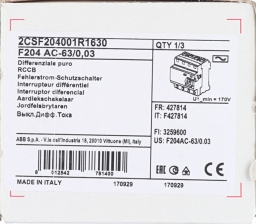 2CSF204001R1630
QTY 1/3
F204 AC-63/0,03
Differenziale puro
RCCB
Fehlerstrom-Schutzschalter
Interrupteur différentiel
Interruptor diferencial
Aardlekschakelaar
Jordfelsbrytaren
Выкл.Дифф.Тока
U*_min = 170V
FR: 427814
IT: F427814
ABB S.p.A. - V.le dell'industria 18, 20010 Vittuone (MI), Italy
FI: 3259600
US: F204AC-63/0.03
8 012542 781400
MADE IN ITALY
170929
170929